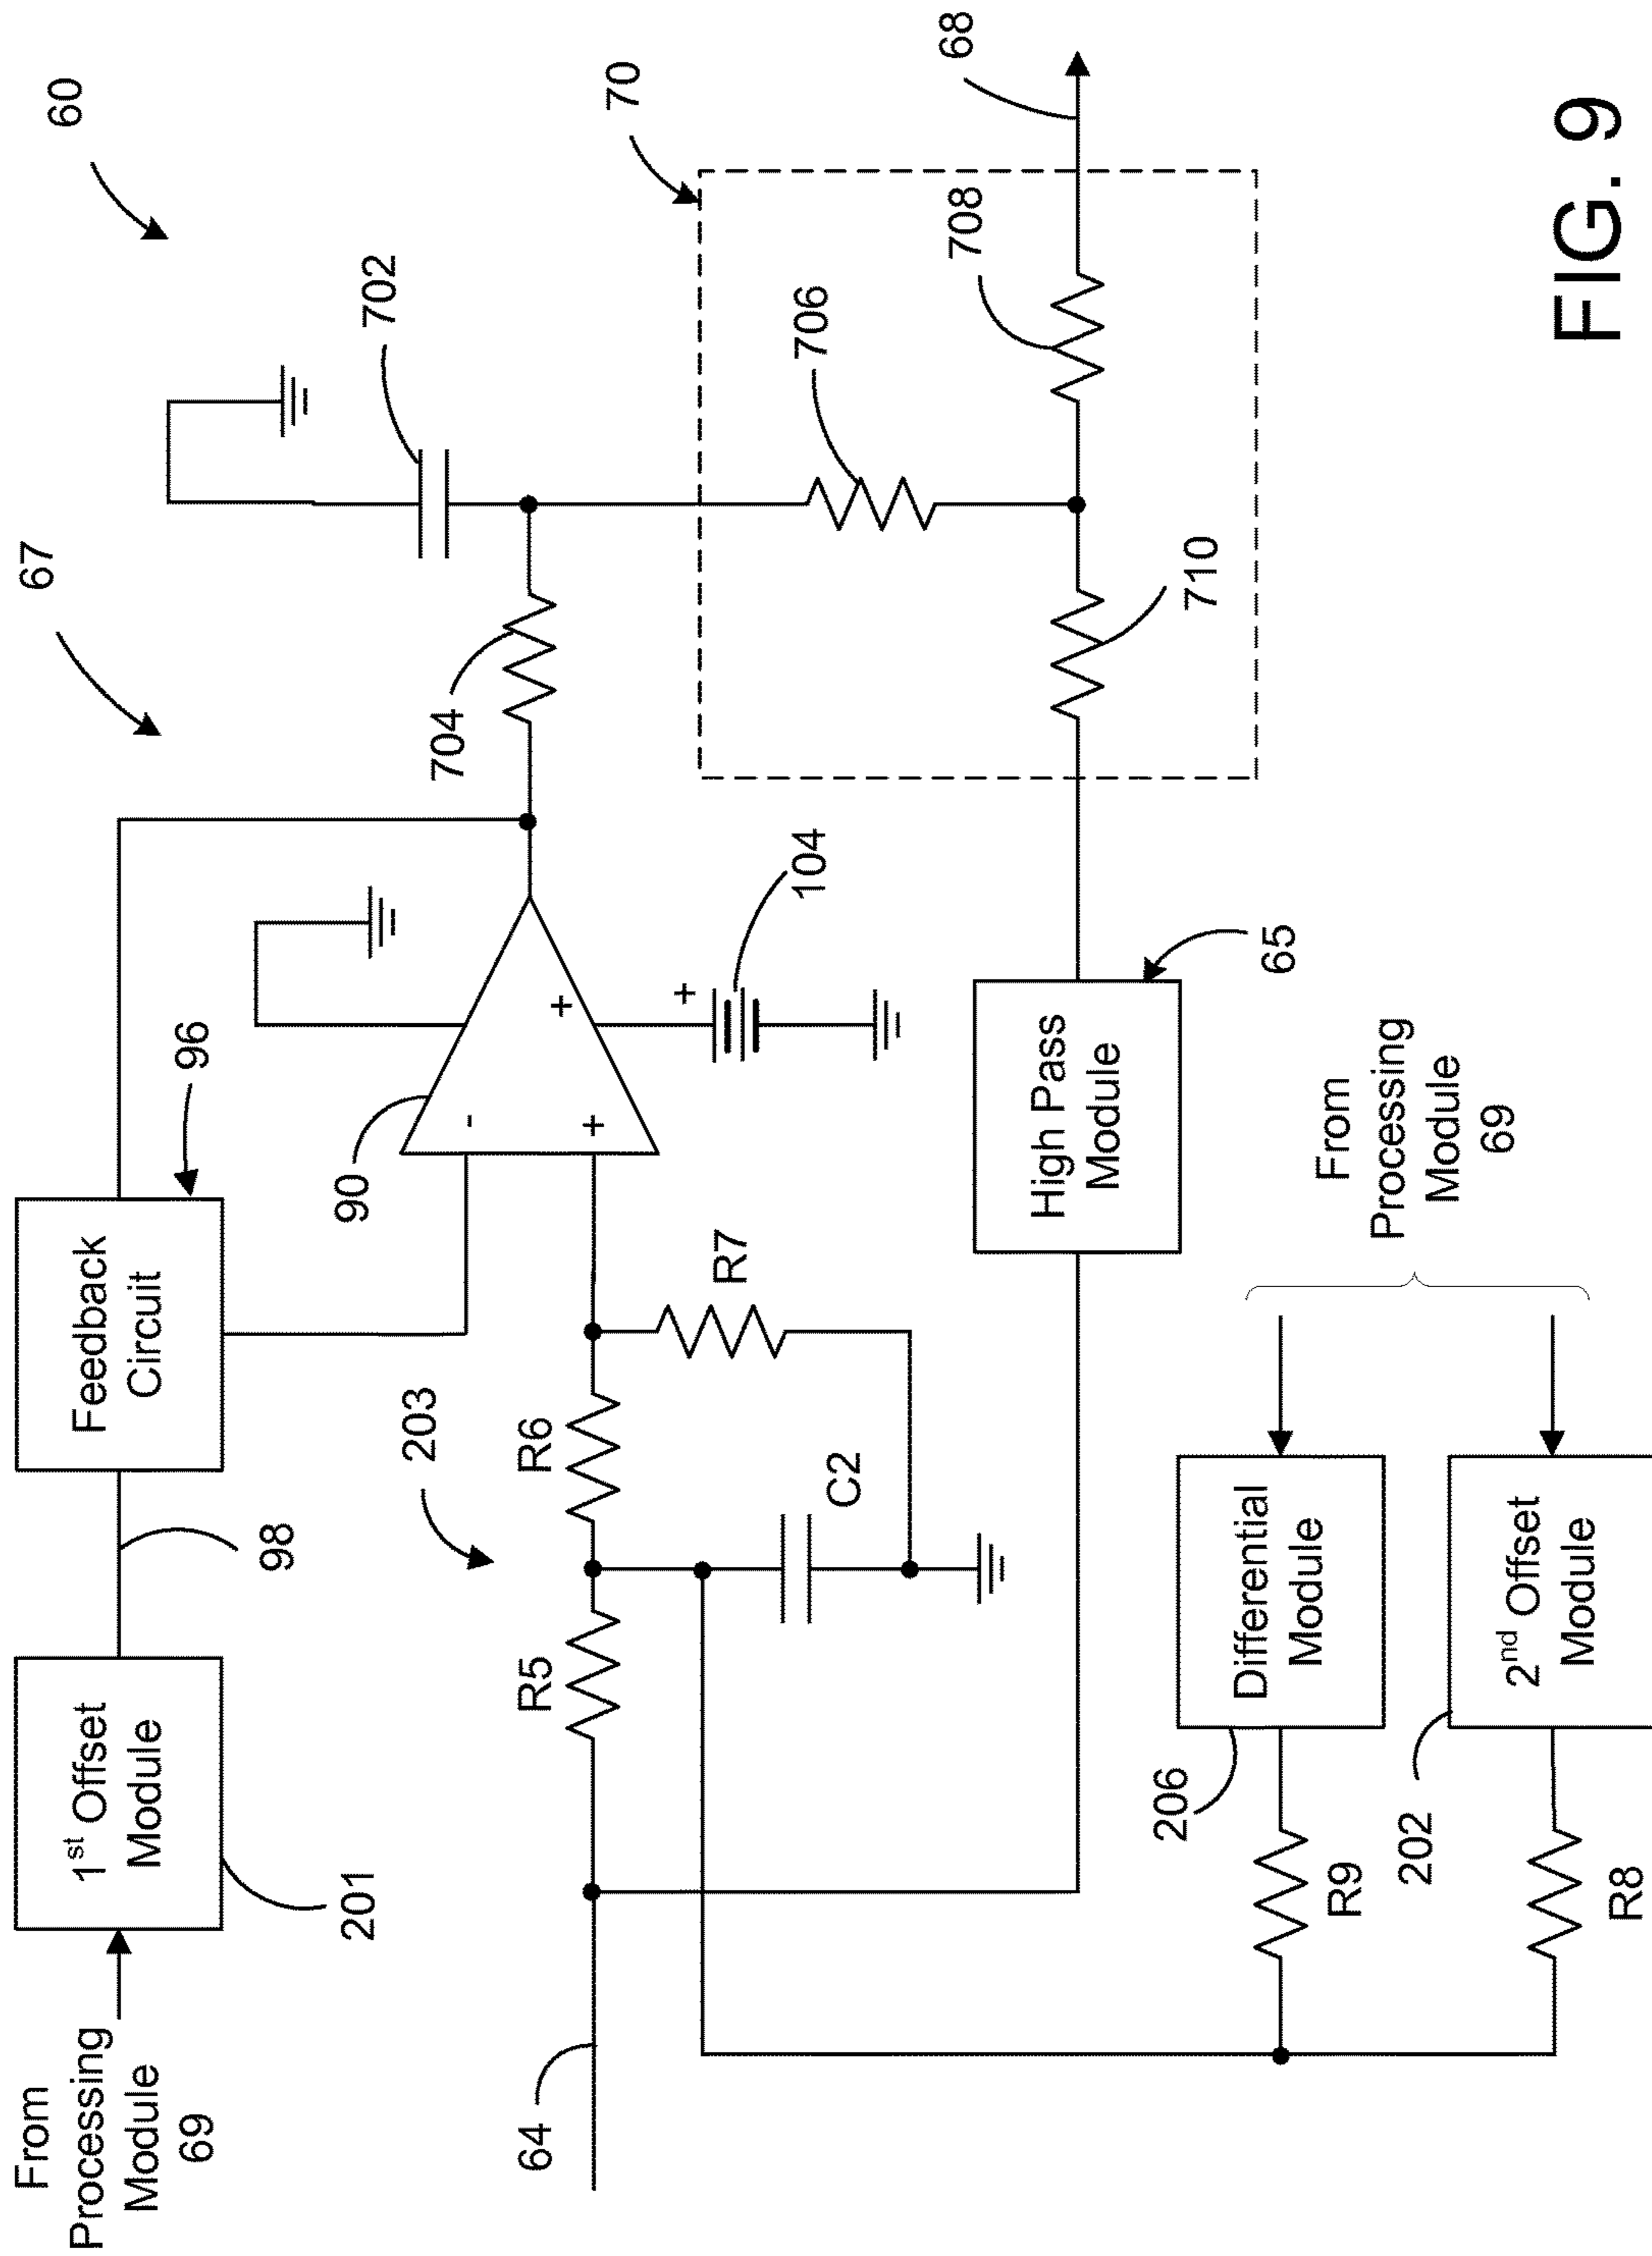 60
67
70
68
702
704
706
708
710
From
Processing
Module
69
1st Offset
Module
201
98
Feedback
Circuit
96
90
-
+
+
+
104
203
R5
R6
R7
C2
64
High Pass
Module
65
Differential
Module
206
R9
2nd Offset
Module
202
R8
From
Processing
Module
69
FIG. 9